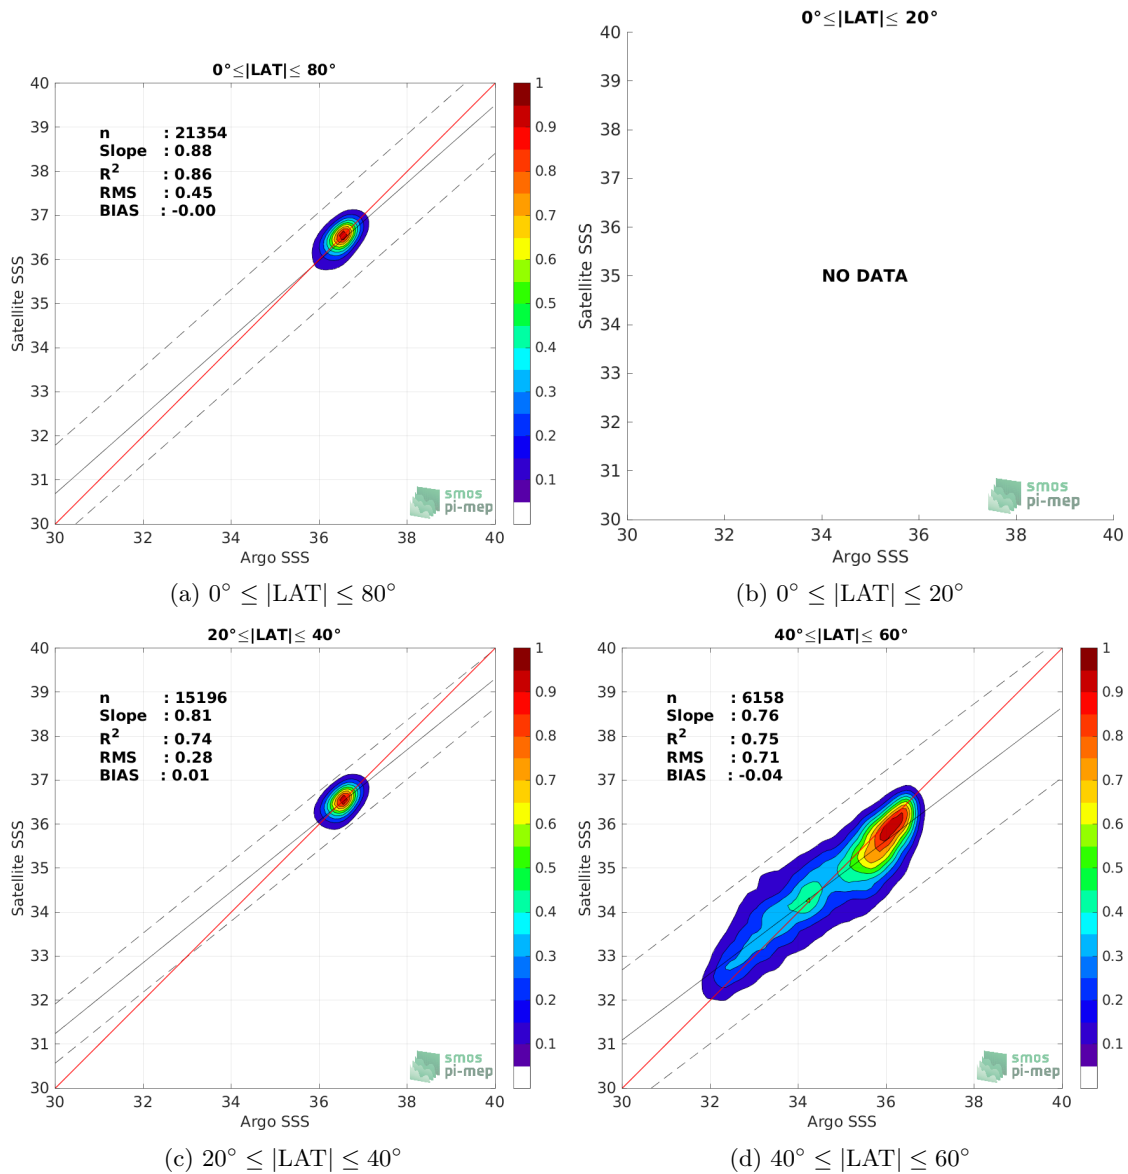 0°≤|LAT|≤ 80°
40
39
38
37
36
35
34
33
32
31
30
Satellite SSS
n : 21354
Slope : 0.88
R2 : 0.86
RMS : 0.45
BIAS : -0.00
smos
pi-mep
30 32 34 36 38 40
Argo SSS
1
0.9
0.8
0.7
0.6
0.5
0.4
0.3
0.2
0.1
(a) 0° ≤ |LAT| ≤ 80°
0°≤|LAT|≤ 20°
40
39
38
37
36
35
34
33
32
31
30
Satellite SSS
NO DATA
smos
pi-mep
30 32 34 36 38 40
Argo SSS
(b) 0° ≤ |LAT| ≤ 20°
20°≤|LAT|≤ 40°
40
39
38
37
36
35
34
33
32
31
30
Satellite SSS
n : 15196
Slope : 0.81
R2 : 0.74
RMS : 0.28
BIAS : 0.01
smos
pi-mep
30 32 34 36 38 40
Argo SSS
1
0.9
0.8
0.7
0.6
0.5
0.4
0.3
0.2
0.1
(c) 20° ≤ |LAT| ≤ 40°
40°≤|LAT|≤ 60°
40
39
38
37
36
35
34
33
32
31
30
Satellite SSS
n : 6158
Slope : 0.76
R2 : 0.75
RMS : 0.71
BIAS : -0.04
smos
pi-mep
30 32 34 36 38 40
Argo SSS
1
0.9
0.8
0.7
0.6
0.5
0.4
0.3
0.2
0.1
(d) 40° ≤ |LAT| ≤ 60°